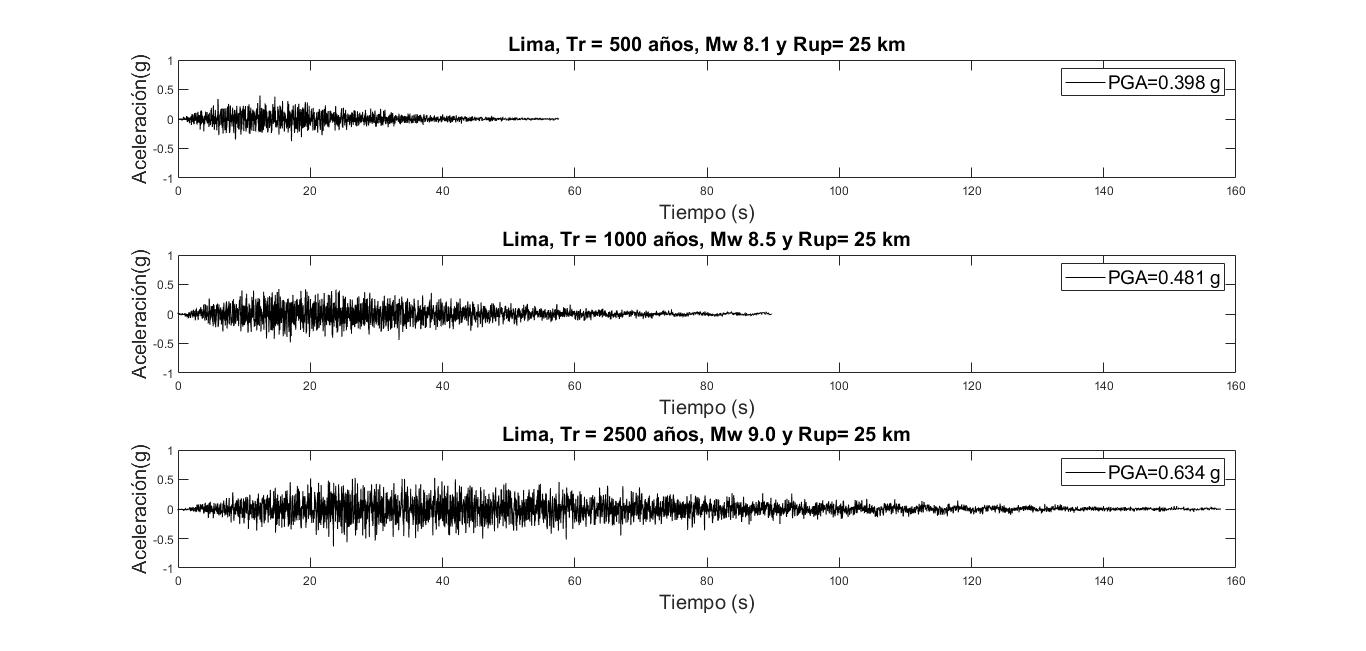 Lima, Tr = 500 años, Mw 8.1 y Rup= 25 km
1
0.5
0
-0.5
-1
Aceleración(g)
PGA=0.398 g
0 20 40 60 80 100 120 140 160
Tiempo (s)
Lima, Tr = 1000 años, Mw 8.5 y Rup= 25 km
1
0.5
0
-0.5
-1
Aceleración(g)
PGA=0.481 g
0 20 40 60 80 100 120 140 160
Tiempo (s)
Lima, Tr = 2500 años, Mw 9.0 y Rup= 25 km
1
0.5
0
-0.5
-1
Aceleración(g)
PGA=0.634 g
0 20 40 60 80 100 120 140 160
Tiempo (s)